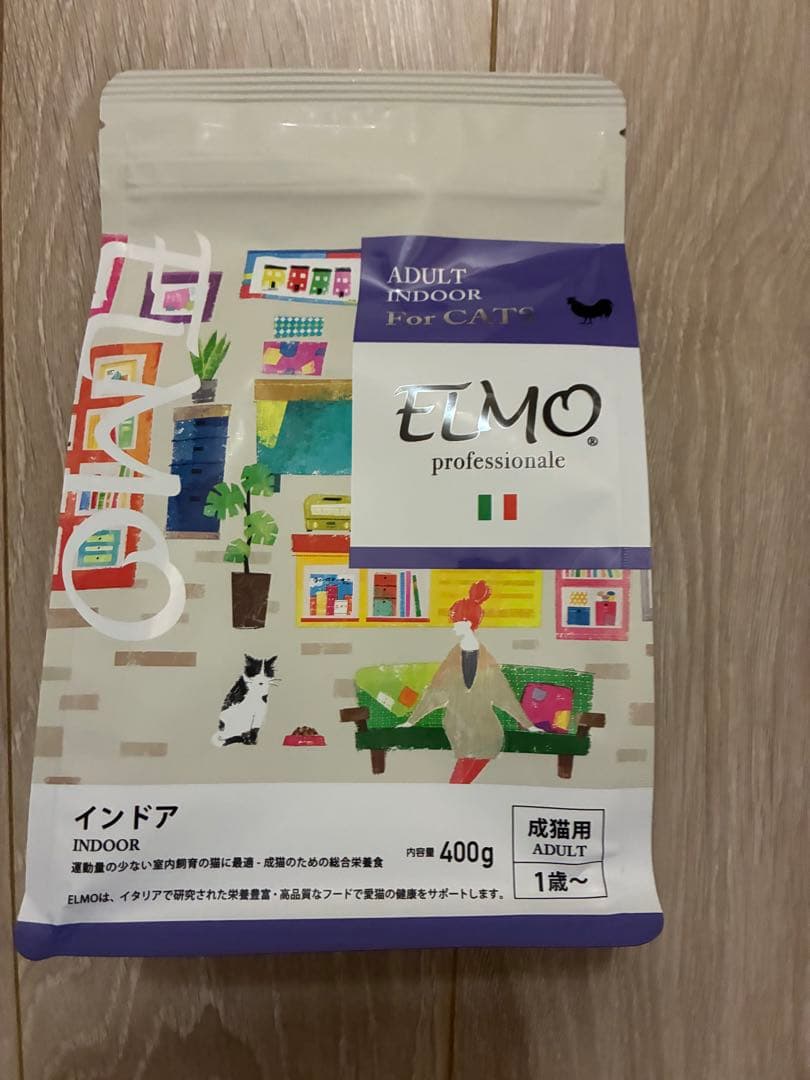 ELMO
ADULT
INDOOR
For CATS
ELMO®
professionale
インドア
INDOOR
運動量の少ない室内飼育の猫に最適 - 成猫のための総合栄養食
内容量 400g
成猫用
ADULT
1歳～
ELMOは、イタリアで研究された栄養豊富・高品質なフードで愛猫の健康をサポートします。